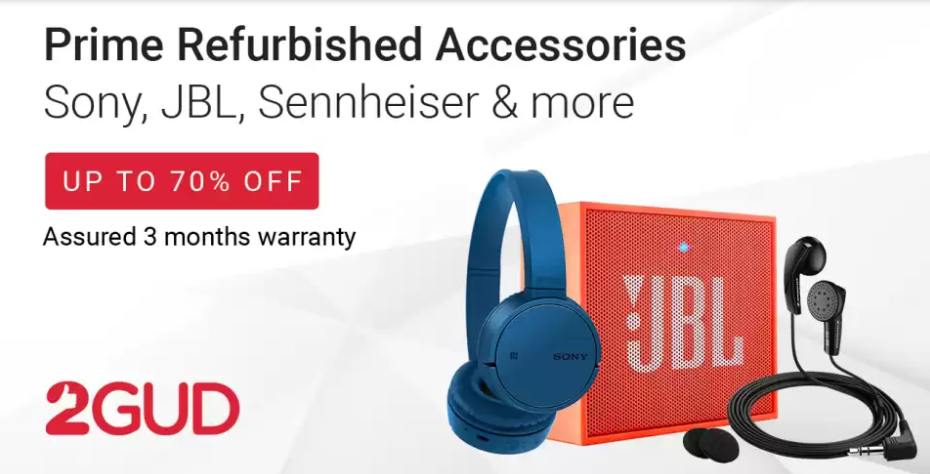 Prime Refurbished Accessories
Sony, JBL, Sennheiser & more
UP TO 70% OFF
Assured 3 months warranty
SONY
JBL
2GUD